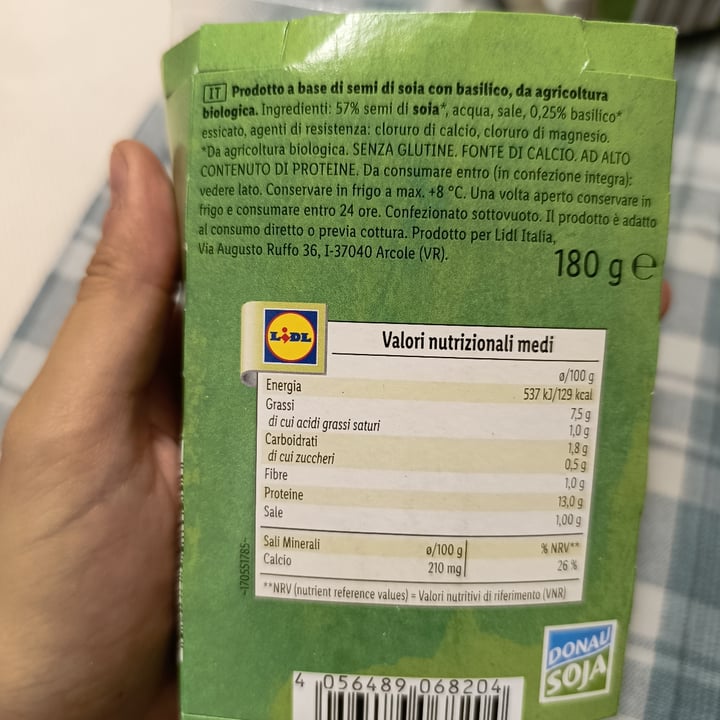 IT Prodotto a base di semi di soia con basilico, da agricoltura
biologica. Ingredienti: 57% semi di soia*, acqua, sale, 0,25% basilico*
essicato, agenti di resistenza: cloruro di calcio, cloruro di magnesio.
*Da agricoltura biologica. SENZA GLUTINE. FONTE DI CALCIO. AD ALTO
CONTENUTO DI PROTEINE. Da consumare entro (in confezione integra):
vedere lato. Conservare in frigo a max. +8 °C. Una volta aperto conservare in
frigo e consumare entro 24 ore. Confezionato sottovuoto. Il prodotto è adatto
al consumo diretto o previa cottura. Prodotto per Lidl Italia,
Via Augusto Ruffo 36, I-37040 Arcole (VR).
180 g ℮
LIDL
Valori nutrizionali medi
ø/100 g
Energia 537 kJ/129 kcal
Grassi 7,5 g
di cui acidi grassi saturi 1,0 g
Carboidrati 1,8 g
di cui zuccheri 0,5 g
Fibre 1,0 g
Proteine 13,0 g
Sale 1,00 g
Sali Minerali ø/100 g % NRV**
Calcio 210 mg 26 %
**NRV (nutrient reference values) = Valori nutritivi di riferimento (VNR)
-170551785-
DONAU
SOJA
4 056489 068204